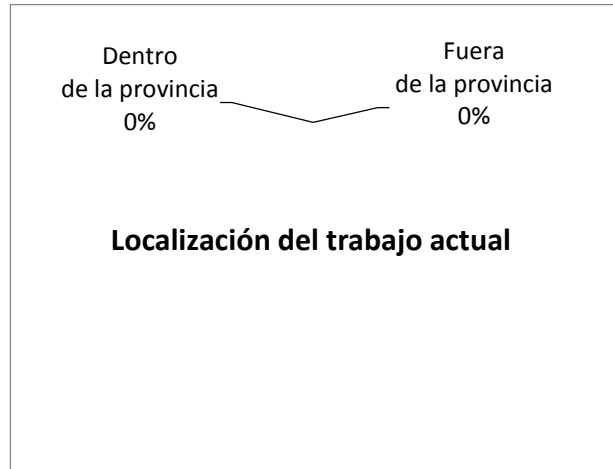 Dentro
de la provincia
0%
Fuera
de la provincia
0%
Localización del trabajo actual